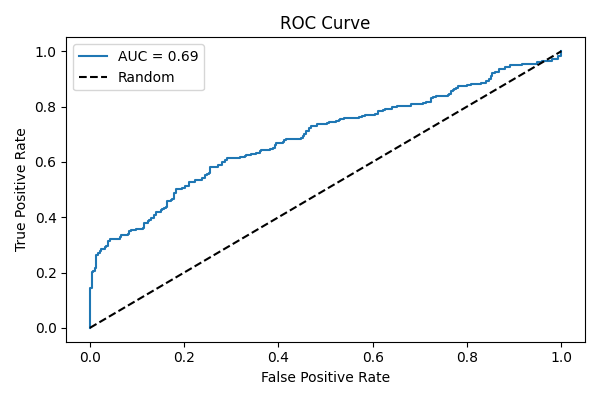 ROC Curve
AUC = 0.69
Random
True Positive Rate
1.0
0.8
0.6
0.4
0.2
0.0
0.0 0.2 0.4 0.6 0.8 1.0
False Positive Rate